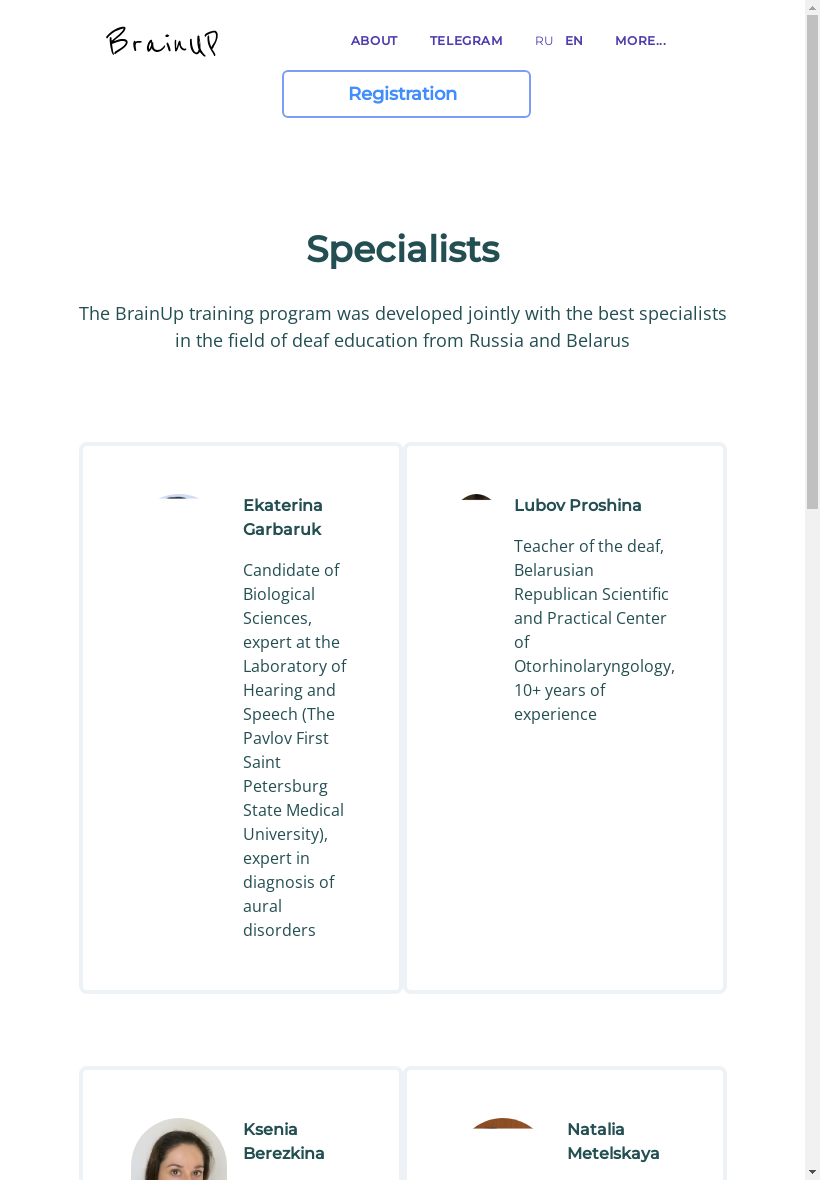 BrainUP
ABOUT
TELEGRAM
RU
EN
MORE...
Registration
Specialists
The BrainUp training program was developed jointly with the best specialists
in the field of deaf education from Russia and Belarus
Ekaterina
Garbaruk
Candidate of
Biological
Sciences,
expert at the
Laboratory of
Hearing and
Speech (The
Pavlov First
Saint
Petersburg
State Medical
University),
expert in
diagnosis of
aural
disorders
Lubov Proshina
Teacher of the deaf,
Belarusian
Republican Scientific
and Practical Center
of
Otorhinolaryngology,
10+ years of
experience
Ksenia
Berezkina
Natalia
Metelskaya